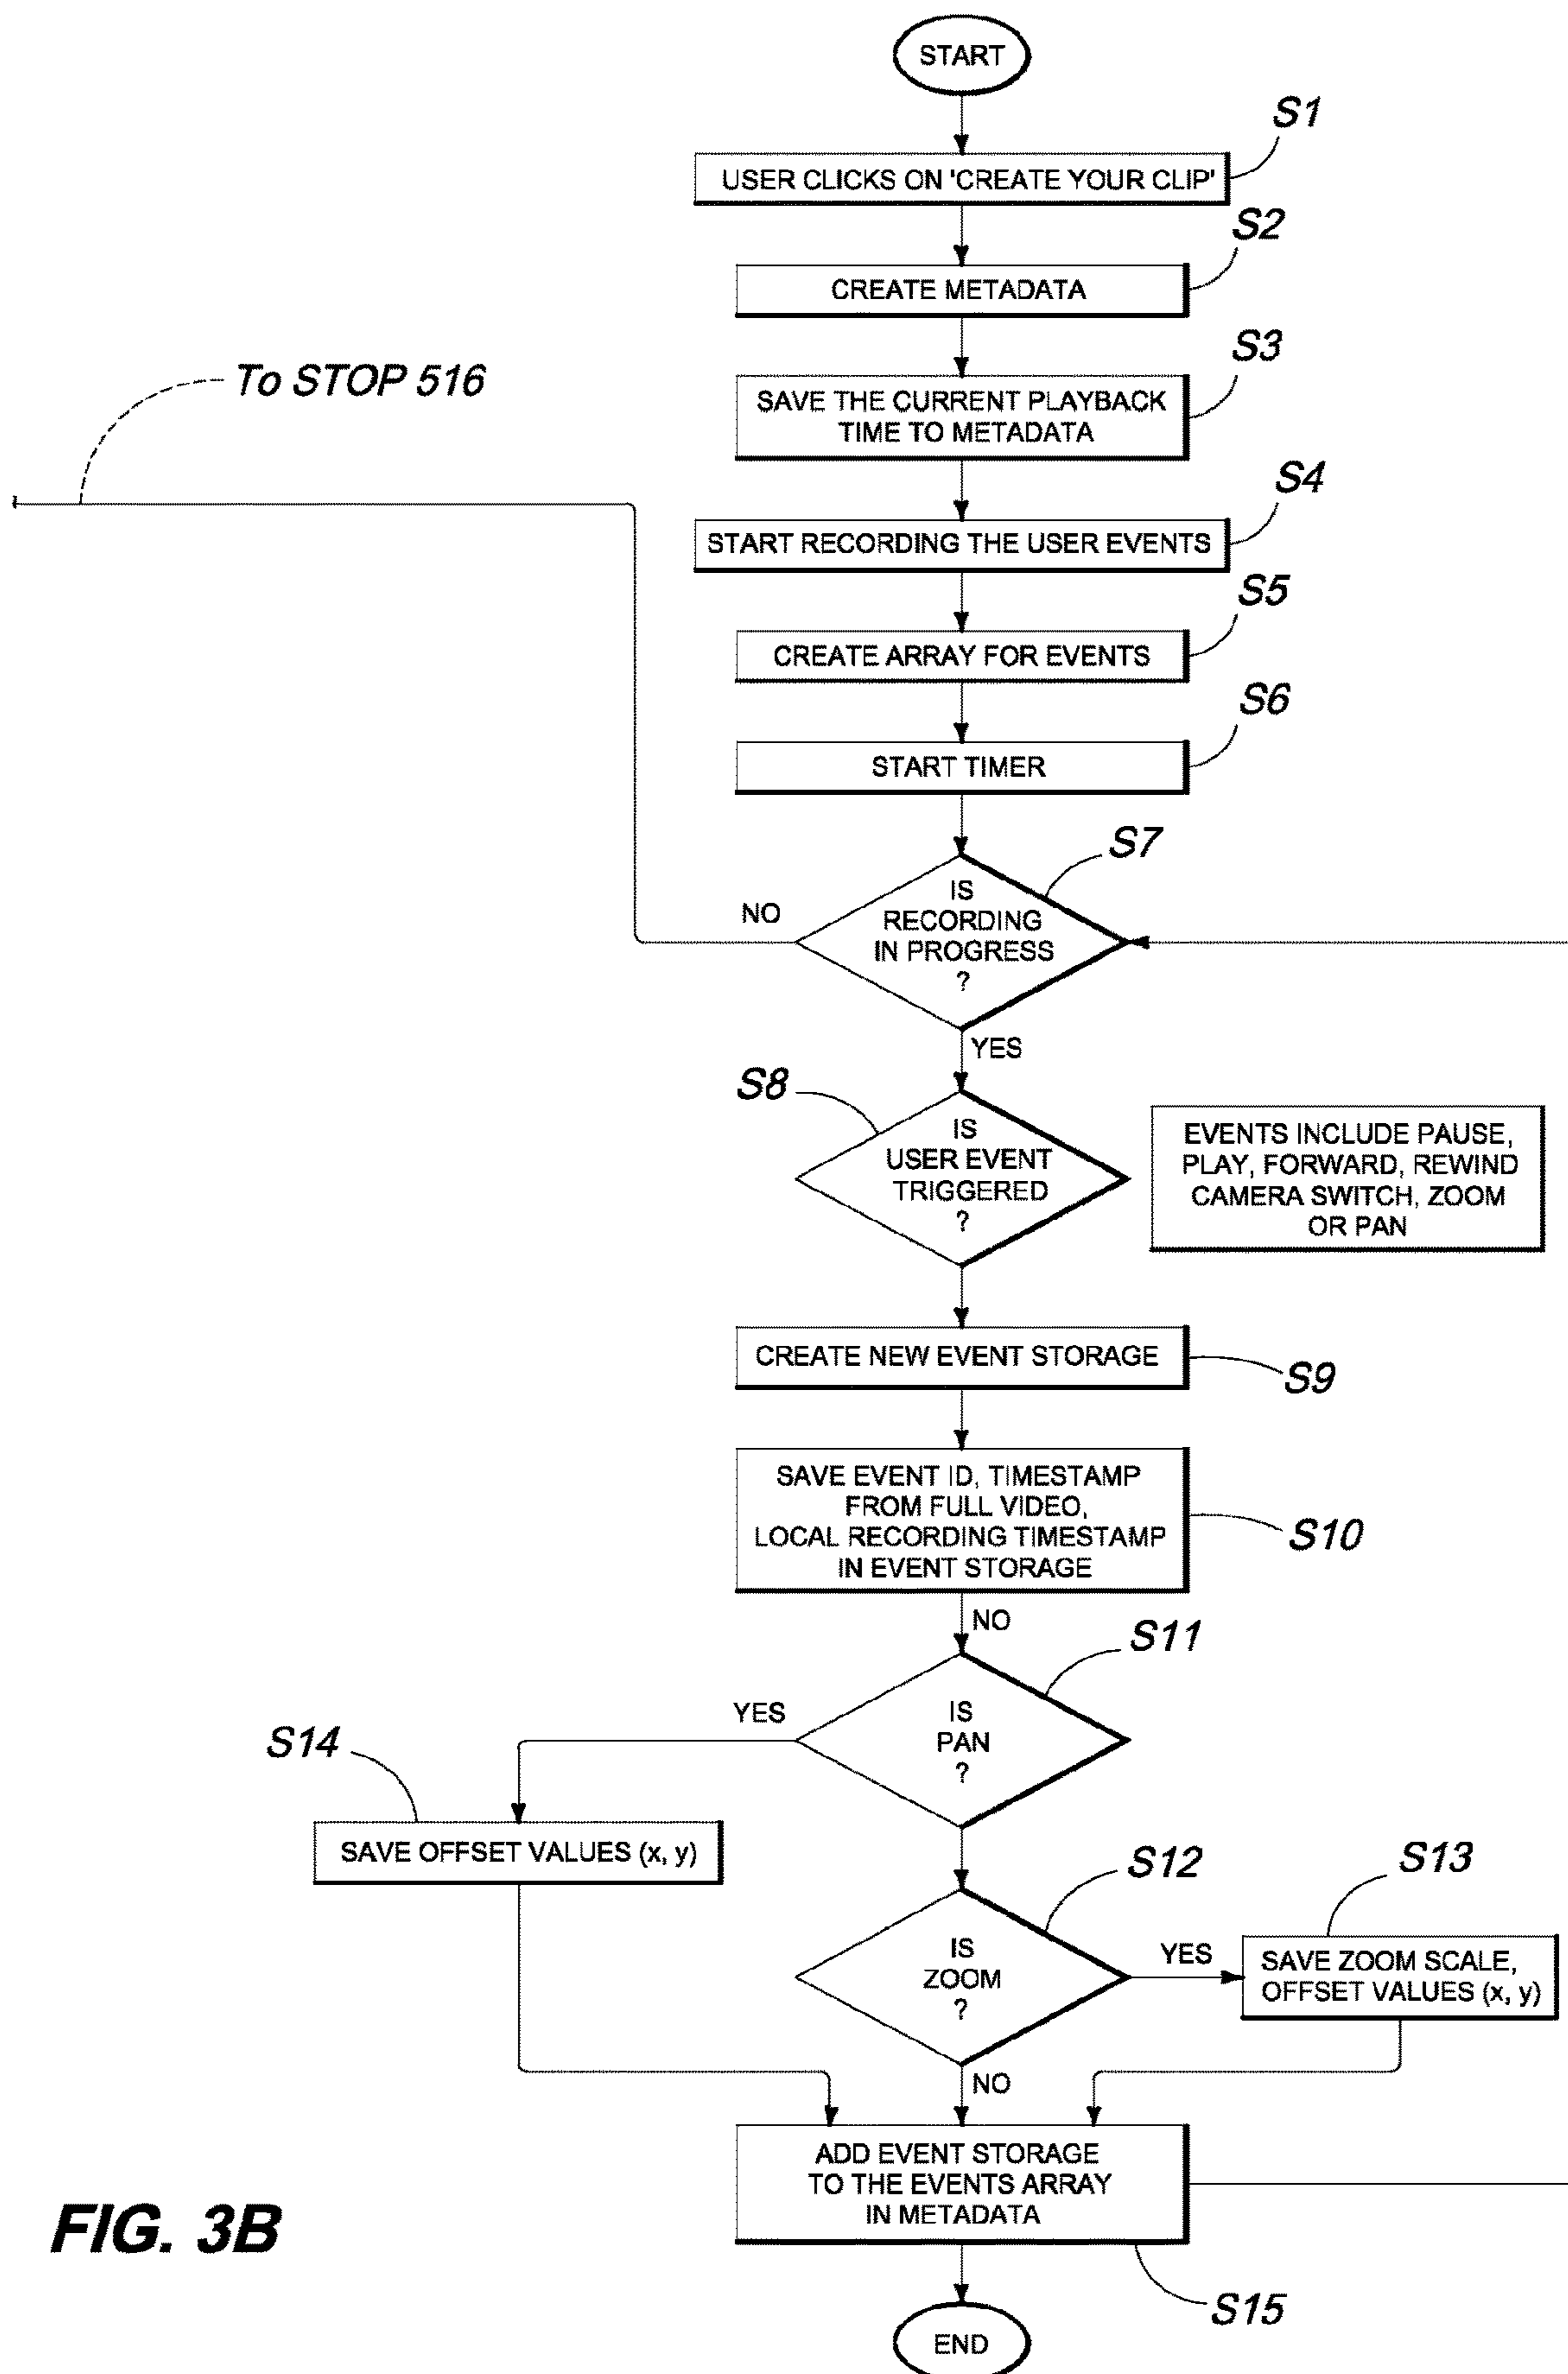 START
S1
USER CLICKS ON 'CREATE YOUR CLIP'
S2
CREATE METADATA
S3
To STOP 516
SAVE THE CURRENT PLAYBACK
TIME TO METADATA
S4
START RECORDING THE USER EVENTS
S5
CREATE ARRAY FOR EVENTS
S6
START TIMER
S7
NO
IS
RECORDING
IN PROGRESS
?
YES
S8
IS
USER EVENT
TRIGGERED
?
EVENTS INCLUDE PAUSE,
PLAY, FORWARD, REWIND
CAMERA SWITCH, ZOOM
OR PAN
CREATE NEW EVENT STORAGE
S9
SAVE EVENT ID, TIMESTAMP
FROM FULL VIDEO,
LOCAL RECORDING TIMESTAMP
IN EVENT STORAGE
S10
NO
S11
YES
IS
PAN
?
S14
SAVE OFFSET VALUES (x, y)
S12
S13
IS
ZOOM
?
YES
SAVE ZOOM SCALE,
OFFSET VALUES (x, y)
NO
ADD EVENT STORAGE
TO THE EVENTS ARRAY
IN METADATA
FIG. 3B
S15
END